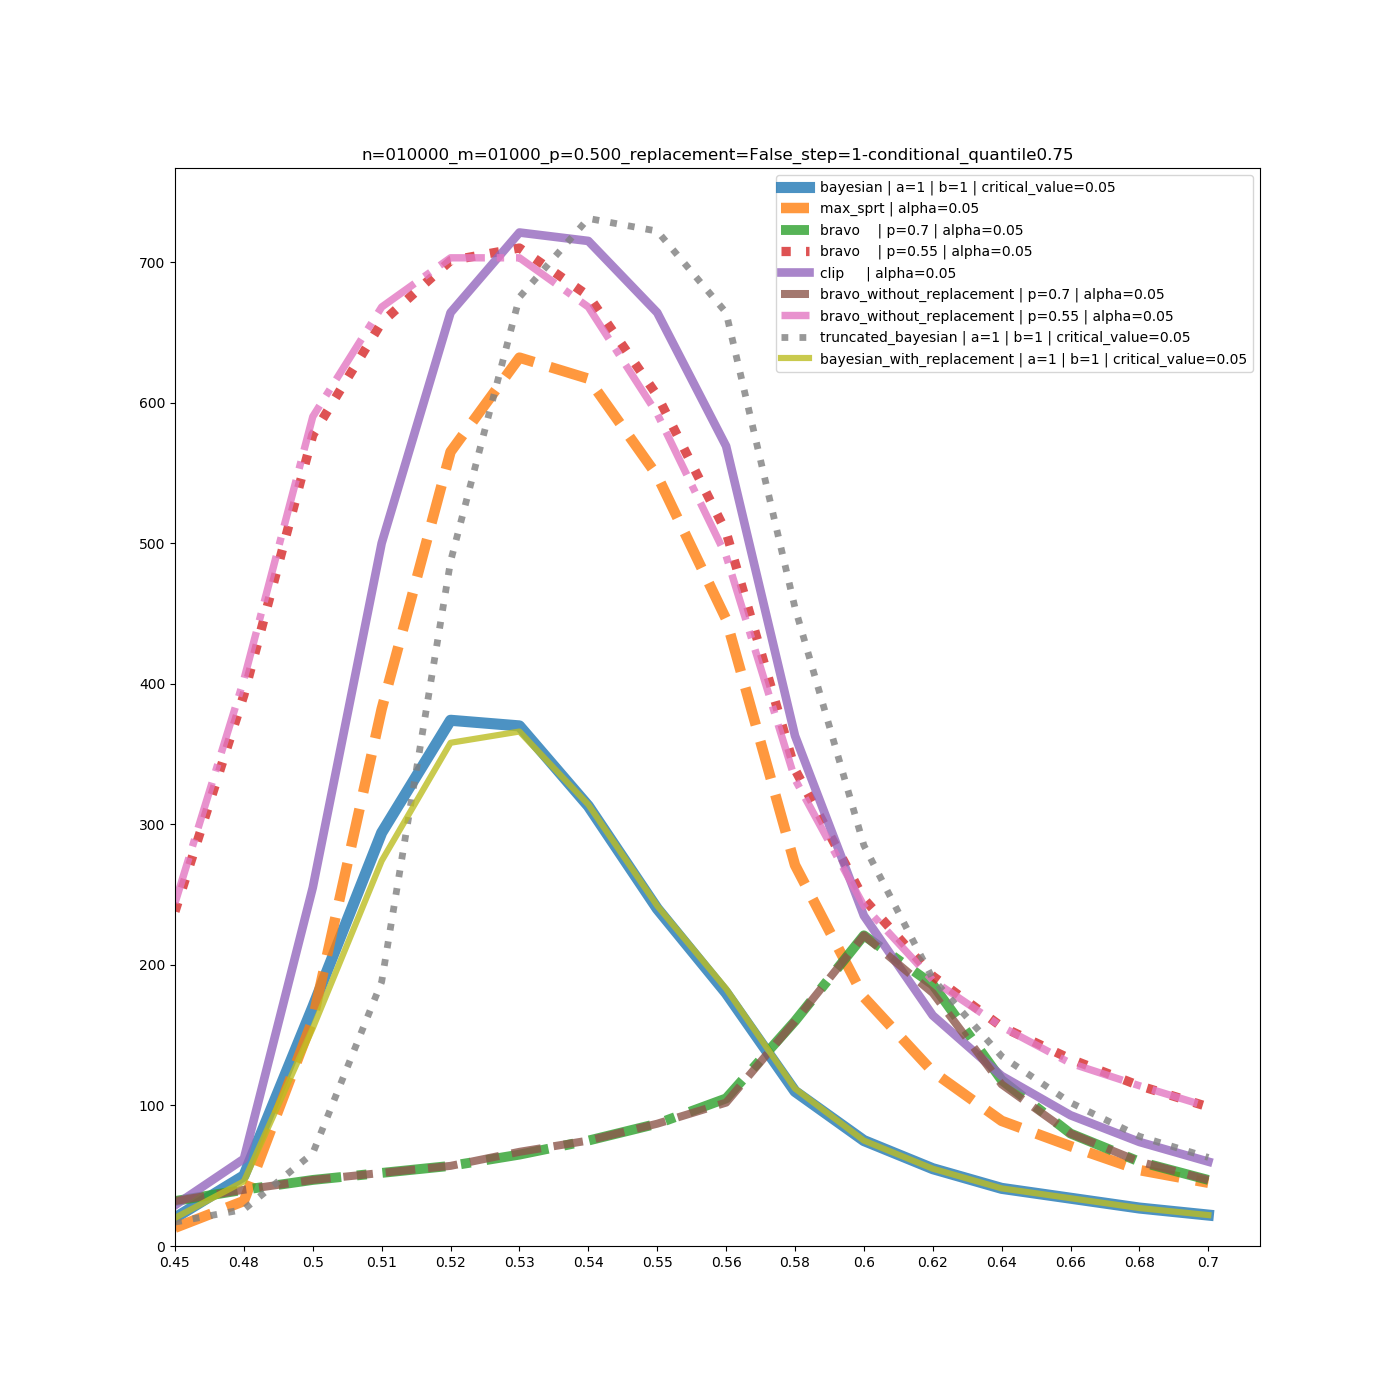 n=010000_m=01000_p=0.500_replacement=False_step=1-conditional_quantile0.75
bayesian | a=1 | b=1 | critical_value=0.05
max_sprt | alpha=0.05
bravo    | p=0.7 | alpha=0.05
bravo    | p=0.55 | alpha=0.05
clip     | alpha=0.05
bravo_without_replacement | p=0.7 | alpha=0.05
bravo_without_replacement | p=0.55 | alpha=0.05
truncated_bayesian | a=1 | b=1 | critical_value=0.05
bayesian_with_replacement | a=1 | b=1 | critical_value=0.05
700
600
500
400
300
200
100
0
0.45 0.48 0.5 0.51 0.52 0.53 0.54 0.55 0.56 0.58 0.6 0.62 0.64 0.66 0.68 0.7